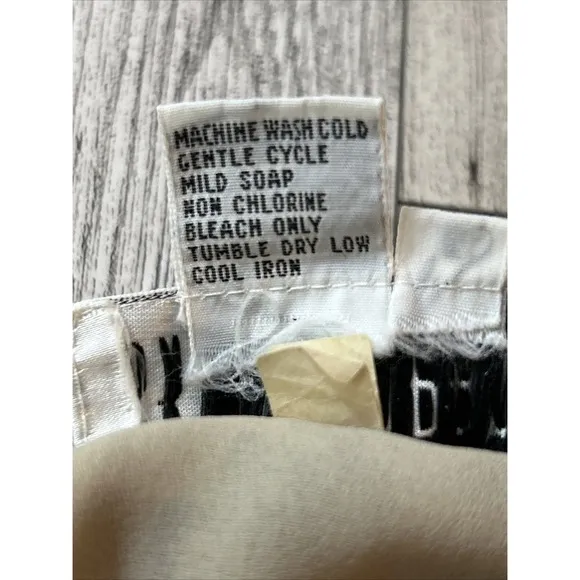 MACHINE WASH COLD
GENTLE CYCLE
MILD SOAP
NON CHLORINE
BLEACH ONLY
TUMBLE DRY LOW
COOL IRON